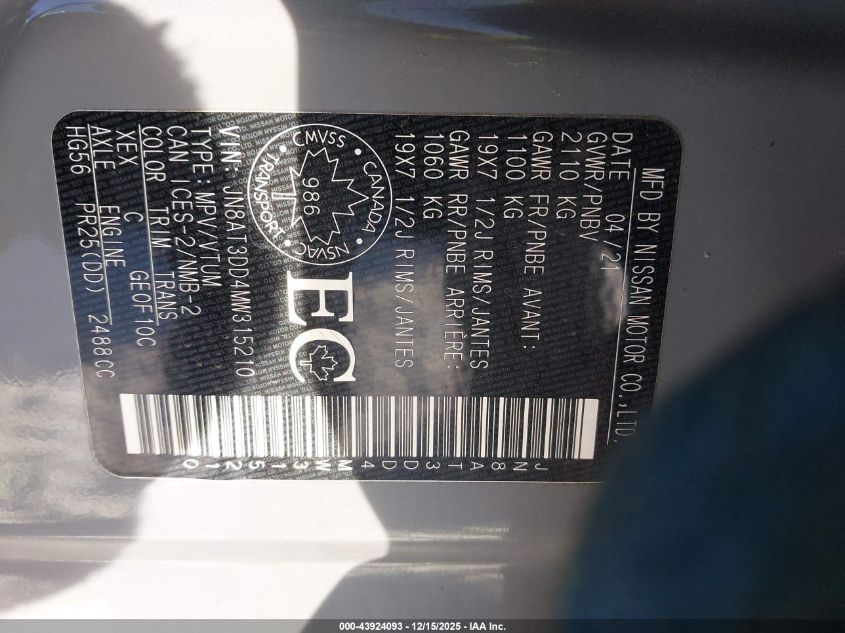 MFD BY NISSAN MOTOR CO.,LTD.
DATE 04/21
GVWR/PNBV
2110 KG
GAWR FR/PNBE AVANT:
1100 KG
19X7 1/2J RIMS/JANTES
GAWR RR/PNBE ARRIERE:
1060 KG
19X7 1/2J RIMS/JANTES
CMVSS
CANADA
NSVAC
TRANSPORT
986
EC
VIN: JN8AT3DD4MW315210
TYPE: MPV/VTUM
CAN ICES-2/NMB-2
COLOR TRIM TRANS
XEX C GEOF10C
AXLE ENGINE
HG56 PR25(DD) 2488CC
JN8AT3DD4MW315210
000-43924093 - 12/15/2025 - IAA Inc.